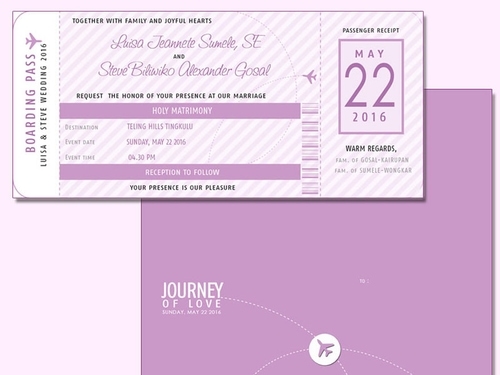 TOGETHER WITH FAMILY AND JOYFUL HEARTS
Luisa Jeannete Sumele, SE
AND
Steve Biliwiko Alexander Gosal
REQUEST THE HONOR OF YOUR PRESENCE AT OUR MARRIAGE
HOLY MATRIMONY
DESTINATION TELING HILLS TINGKULU
EVENT DATE SUNDAY, MAY 22 2016
EVENT TIME 04.30 PM
RECEPTION TO FOLLOW
YOUR PRESENCE IS OUR PLEASURE
BOARDING PASS
LUISA & STEVE WEDDING 2016
PASSENGER RECEIPT
MAY
22
2016
WARM REGARDS,
FAM. OF GOSAL-KAIRUPAN
FAM. OF SUMELE-WONGKAR
JOURNEY
OF LOVE
SUNDAY, MAY 22 2016
TO :